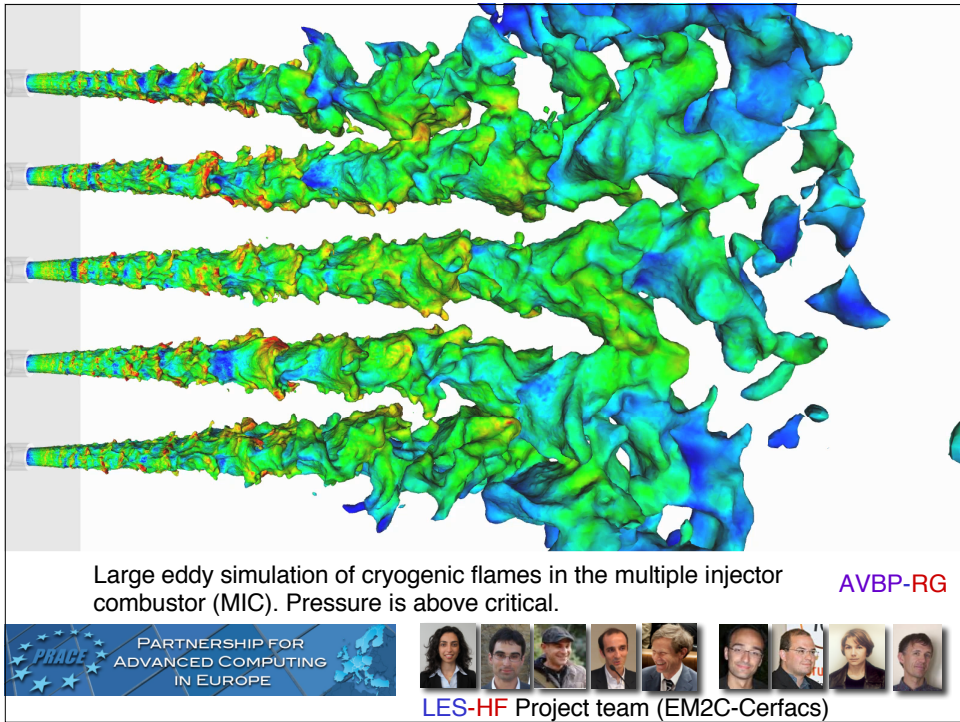 Large eddy simulation of cryogenic flames in the multiple injector
combustor (MIC). Pressure is above critical.
AVBP-RG
PRACE
PARTNERSHIP FOR
ADVANCED COMPUTING
IN EUROPE
LES-HF Project team (EM2C-Cerfacs)